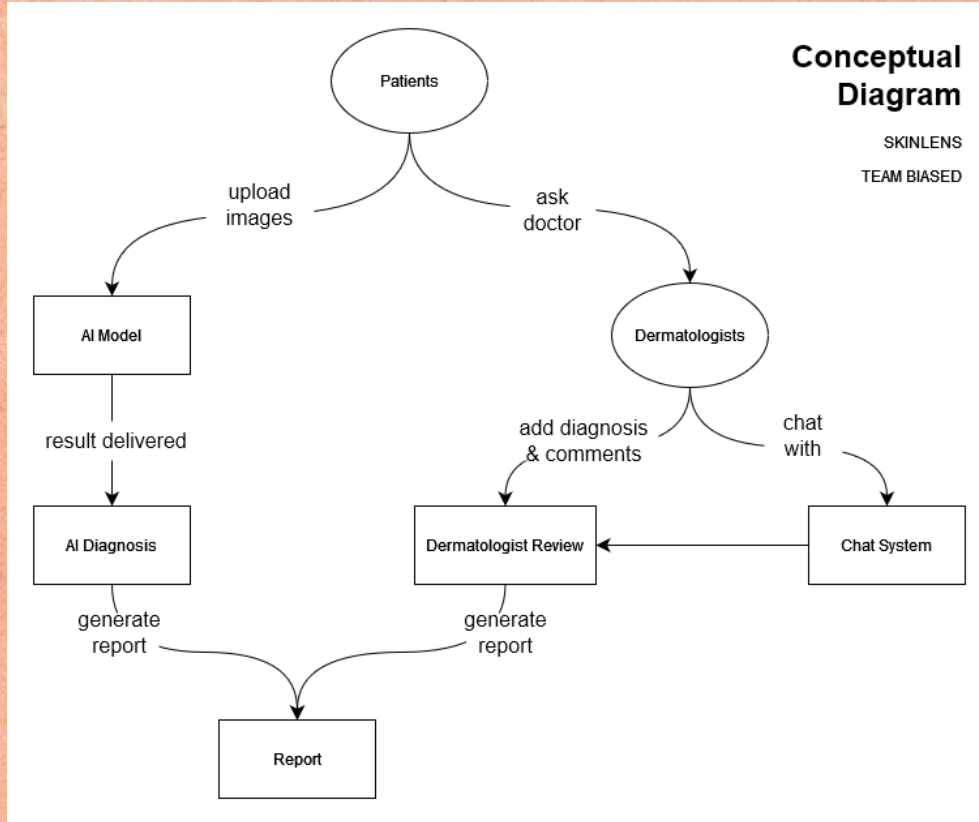 Conceptual
Diagram
SKINLENS
TEAM BIASED
Patients
upload
images
ask
doctor
AI Model
Dermatologists
result delivered
add diagnosis
& comments
chat
with
AI Diagnosis
Dermatologist Review
Chat System
generate
report
generate
report
Report